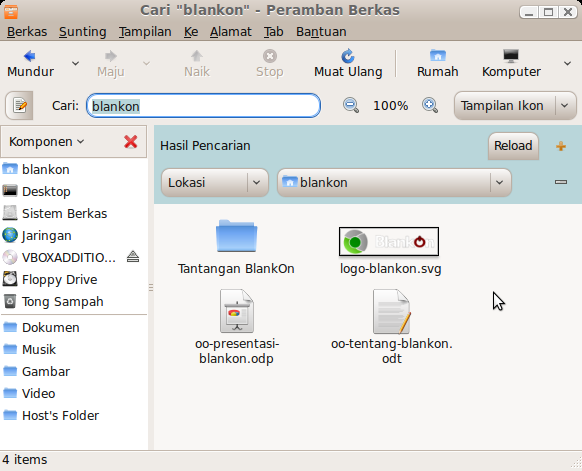 Cari "blankon" - Peramban Berkas
Berkas Sunting Tampilan Ke Alamat Tab Bantuan
Mundur Maju Naik Stop Muat Ulang Rumah Komputer
Cari: blankon 100% Tampilan Ikon
Komponen
blankon
Desktop
Sistem Berkas
Jaringan
VBOXADDITIO...
Floppy Drive
Tong Sampah
Dokumen
Musik
Gambar
Video
Host's Folder
Hasil Pencarian Reload
Lokasi blankon
Tantangan BlankOn
BlankOn
logo-blankon.svg
oo-presentasi-
blankon.odp
oo-tentang-blankon.
odt
4 items